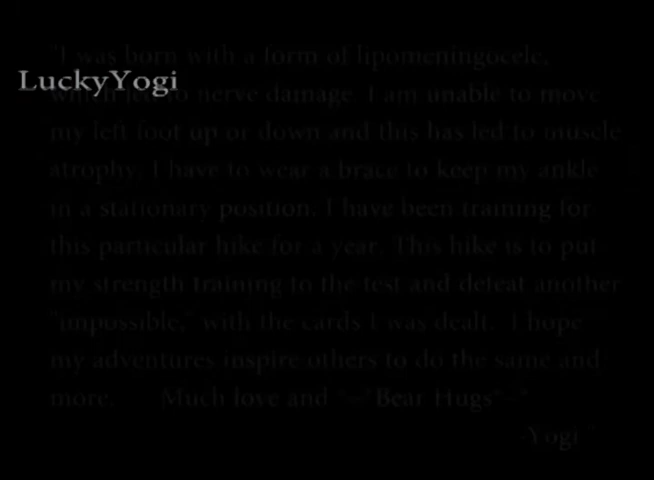 "I was born with a form of lipomeningocele,
LuckyYogi
which led to nerve damage. I am unable to move
my left foot up or down and this has led to muscle
atrophy. I have to wear a brace to keep my ankle
in a stationary position. I have been training for
this particular hike for a year. This hike is to put
my strength training to the test and defeat another
"impossible," with the cards I was dealt. I hope
my adventures inspire others to do the same and
more. Much love and ~*Bear Hugs*~
-Yogi "